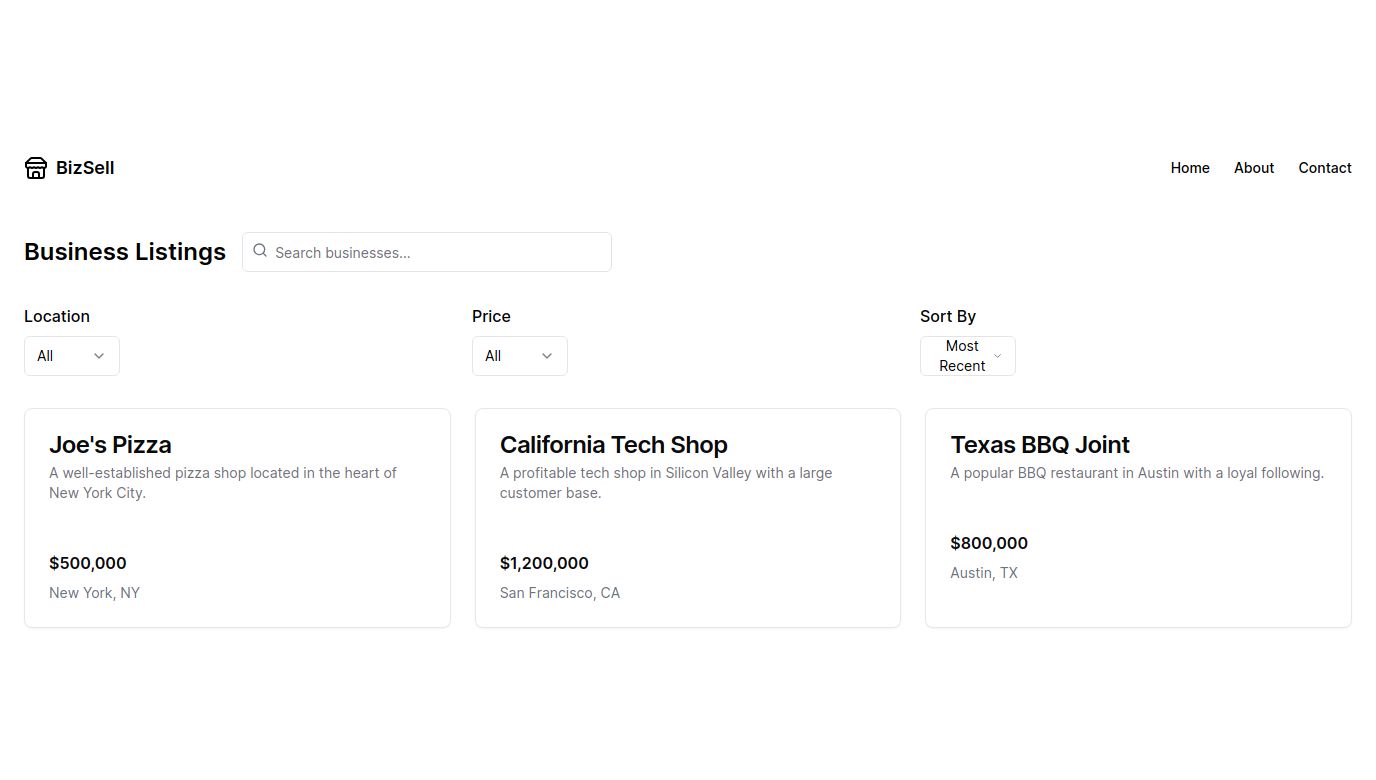 BizSell
Home About Contact
Business Listings
Search businesses...
Location
Price
Sort By
All
All
Most
Recent
Joe's Pizza
A well-established pizza shop located in the heart of
New York City.
$500,000
New York, NY
California Tech Shop
A profitable tech shop in Silicon Valley with a large
customer base.
$1,200,000
San Francisco, CA
Texas BBQ Joint
A popular BBQ restaurant in Austin with a loyal following.
$800,000
Austin, TX